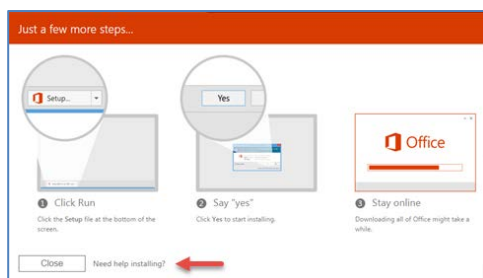 Just a few more steps...
Setup...
Yes
Office
1 Click Run
2 Say "yes"
3 Stay online
Click the Setup file at the bottom of the
screen.
Click Yes to start installing.
Downloading all of Office might take a
while.
Close
Need help installing?